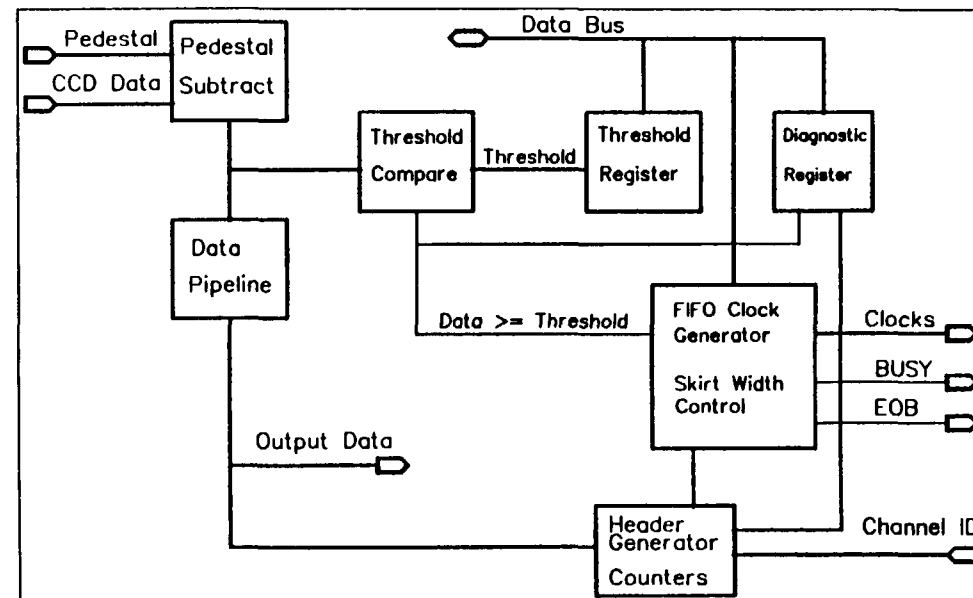 Pedestal
CCD Data
Pedestal
Subtract
Data Bus
Threshold
Compare
Threshold
Threshold
Register
Diagnostic
Register
Data
Pipeline
Data >= Threshold
FIFO Clock
Generator
Skirt Width
Control
Clocks
BUSY
EOB
Output Data
Header
Generator
Counters
Channel ID